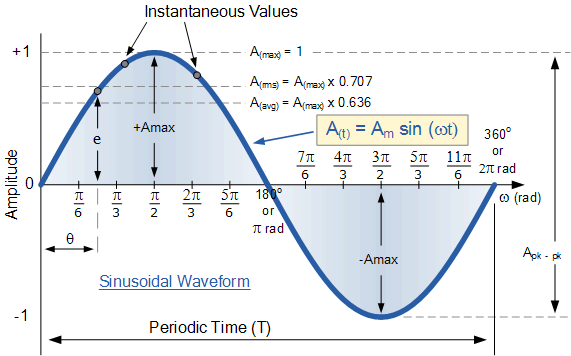 Instantaneous Values
+1
A(max) = 1
A(rms) = A(max) x 0.707
A(avg) = A(max) x 0.636
e
+Amax
A(t) = Am sin (ωt)
360°
or
2π rad
7π/6 4π/3 3π/2 5π/3 11π/6
Amplitude
0
π/6 π/3 π/2 2π/3 5π/6
180°
or
π rad
ω (rad)
θ
-Amax
Apk - pk
Sinusoidal Waveform
-1
Periodic Time (T)